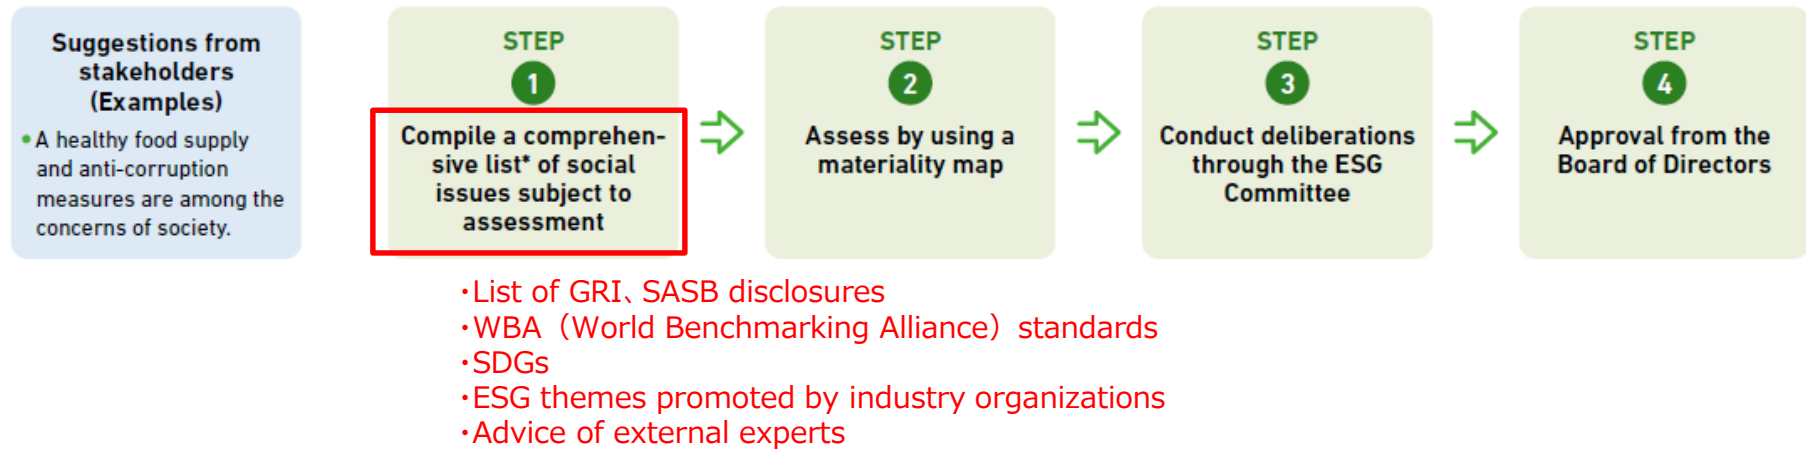 Suggestions from
stakeholders
(Examples)
• A healthy food supply
and anti-corruption
measures are among the
concerns of society.
STEP
1
Compile a comprehen-
sive list* of social
issues subject to
assessment
STEP
2
Assess by using a
materiality map
STEP
3
Conduct deliberations
through the ESG
Committee
STEP
4
Approval from the
Board of Directors
・List of GRI、SASB disclosures
・WBA（World Benchmarking Alliance）standards
・SDGs
・ESG themes promoted by industry organizations
・Advice of external experts